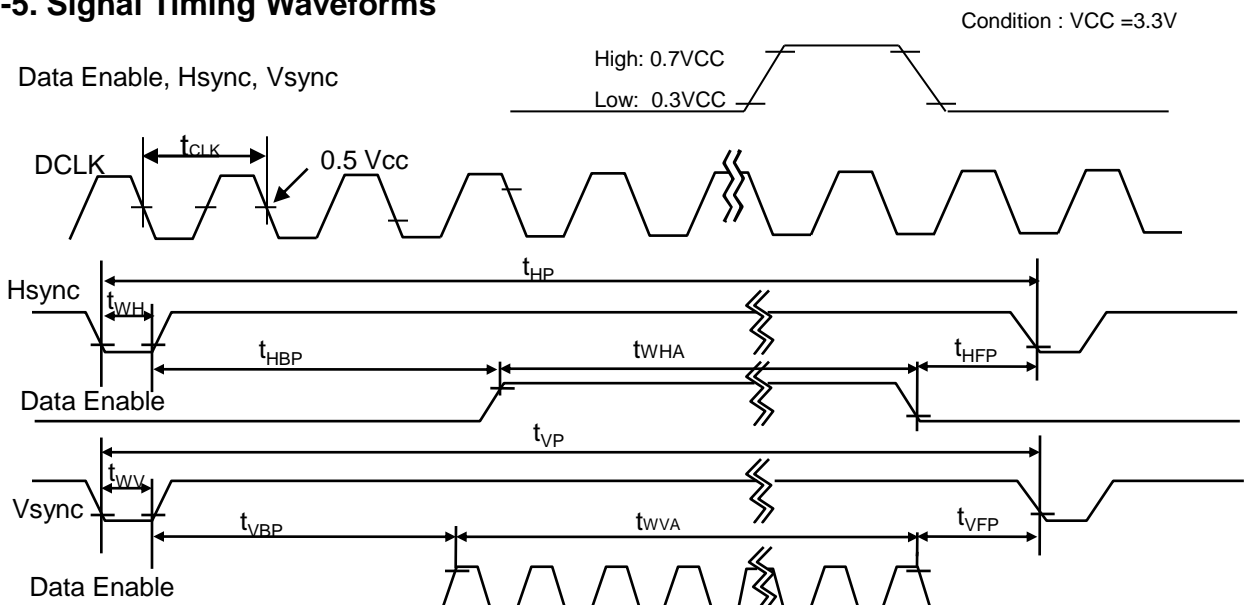 -5. Signal Timing Waveforms
Condition : VCC =3.3V
Data Enable, Hsync, Vsync
High: 0.7VCC
Low: 0.3VCC
DCLK
tCLK
0.5 Vcc
tHP
Hsync
tWH
tHBP
tWHA
tHFP
Data Enable
tVP
tWV
Vsync
tVBP
tWVA
tVFP
Data Enable